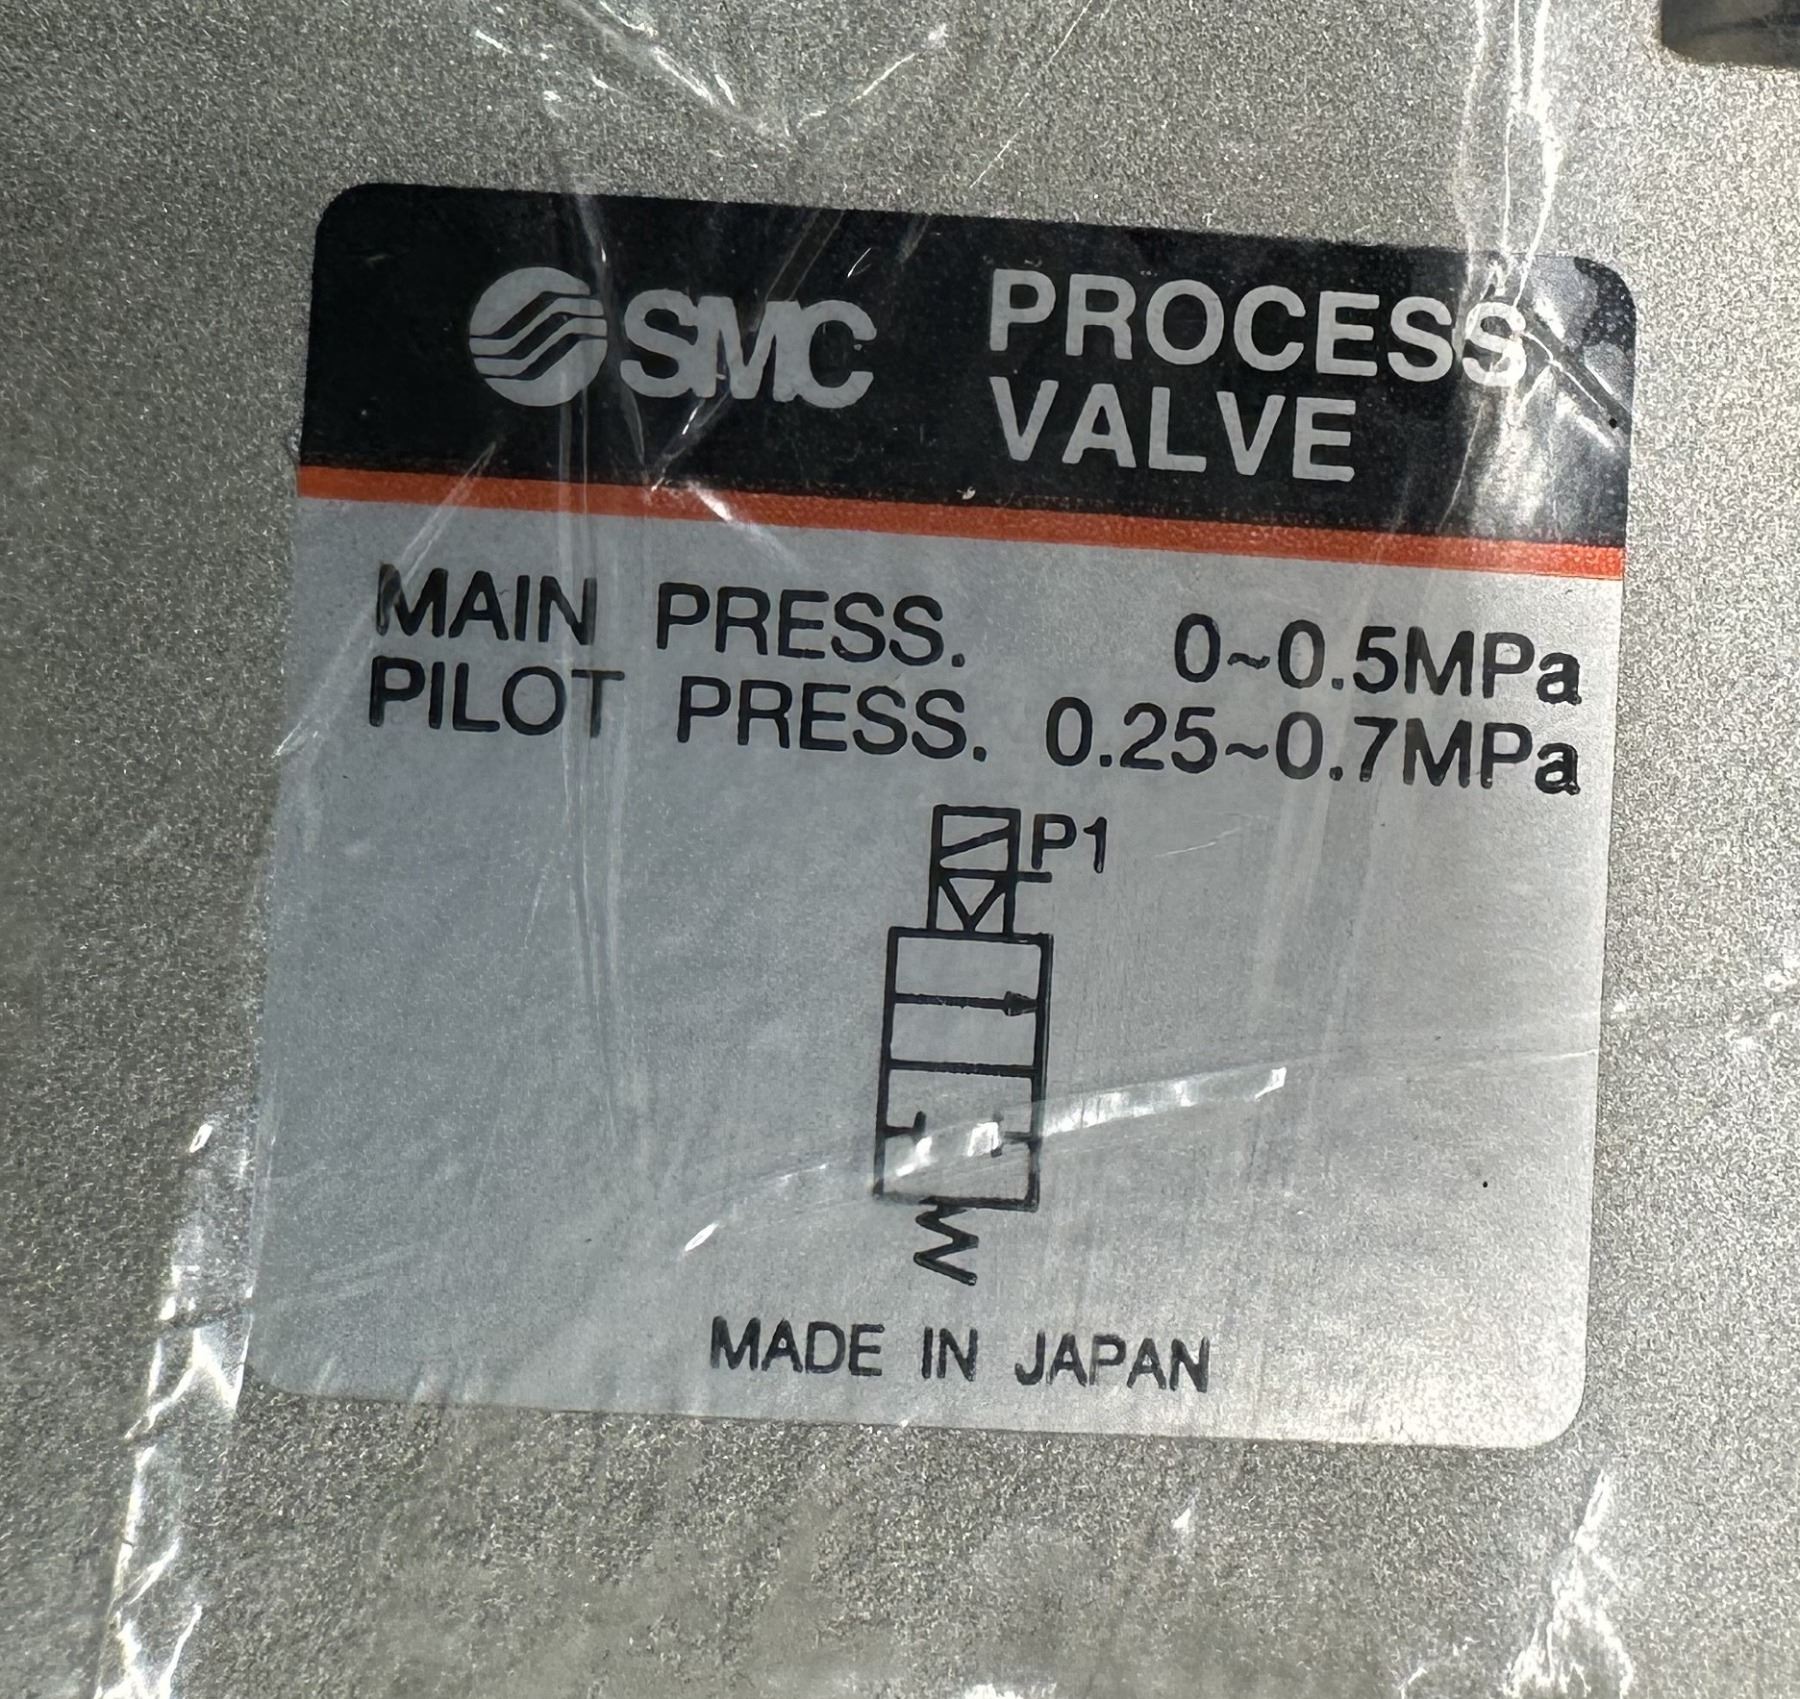 SMC PROCESS
VALVE
MAIN PRESS. 0~0.5MPa
PILOT PRESS. 0.25~0.7MPa
P1
MADE IN JAPAN